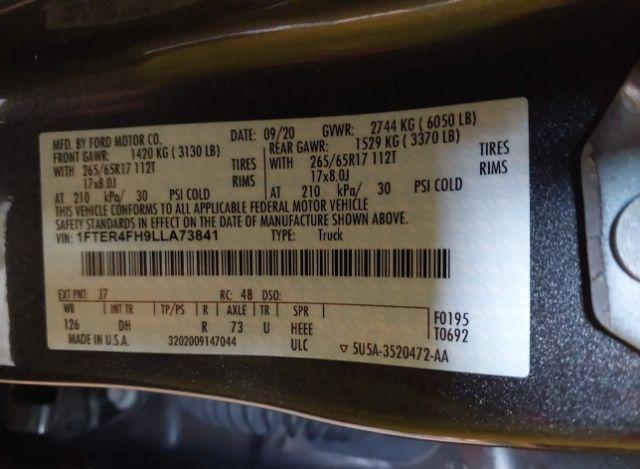 MFD. BY FORD MOTOR CO. DATE: 09/20 GVWR: 2744 KG ( 6050 LB)
FRONT GAWR: 1420 KG ( 3130 LB) REAR GAWR: 1529 KG ( 3370 LB)
WITH 265/65R17 112T TIRES WITH 265/65R17 112T TIRES
17x8.0J RIMS 17x8.0J RIMS
AT 210 kPa/ 30 PSI COLD AT 210 kPa/ 30 PSI COLD
THIS VEHICLE CONFORMS TO ALL APPLICABLE FEDERAL MOTOR VEHICLE
SAFETY STANDARDS IN EFFECT ON THE DATE OF MANUFACTURE SHOWN ABOVE.
VIN: 1FTER4FH9LLA73841 TYPE: Truck
EXT PNT: J7 RC: 48 DSO:
WB INT TR TP/PS R AXLE TR SPR
126 DH R 73 U HEEE F0195
ULC T0692
MADE IN U.S.A. 3202009147044 ▽ 5U5A-3520472-AA